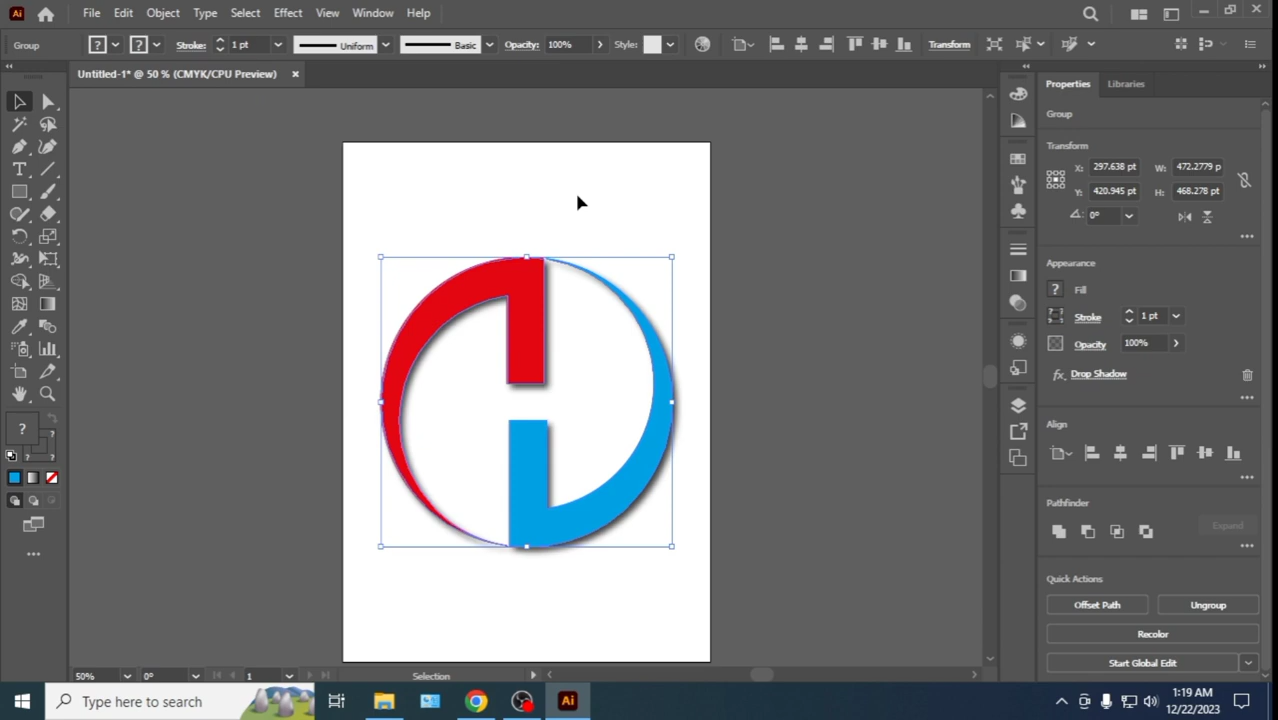 Ai File Edit Object Type Select Effect View Window Help
Group ? ? Stroke: 1 pt Uniform Basic Opacity: 100% Style: Transform
Untitled-1* @ 50 % (CMYK/CPU Preview)
Properties Libraries
Group
Transform
X: 297.638 pt W: 472.2779 p
Y: 420.945 pt H: 468.278 pt
0°
Appearance
? Fill
Stroke 1 pt
Opacity 100%
fx Drop Shadow
Align
Pathfinder
Expand
Quick Actions
Offset Path Ungroup
Recolor
Start Global Edit
50% 0° 1 Selection
Type here to search
Ai
1:19 AM
12/22/2023